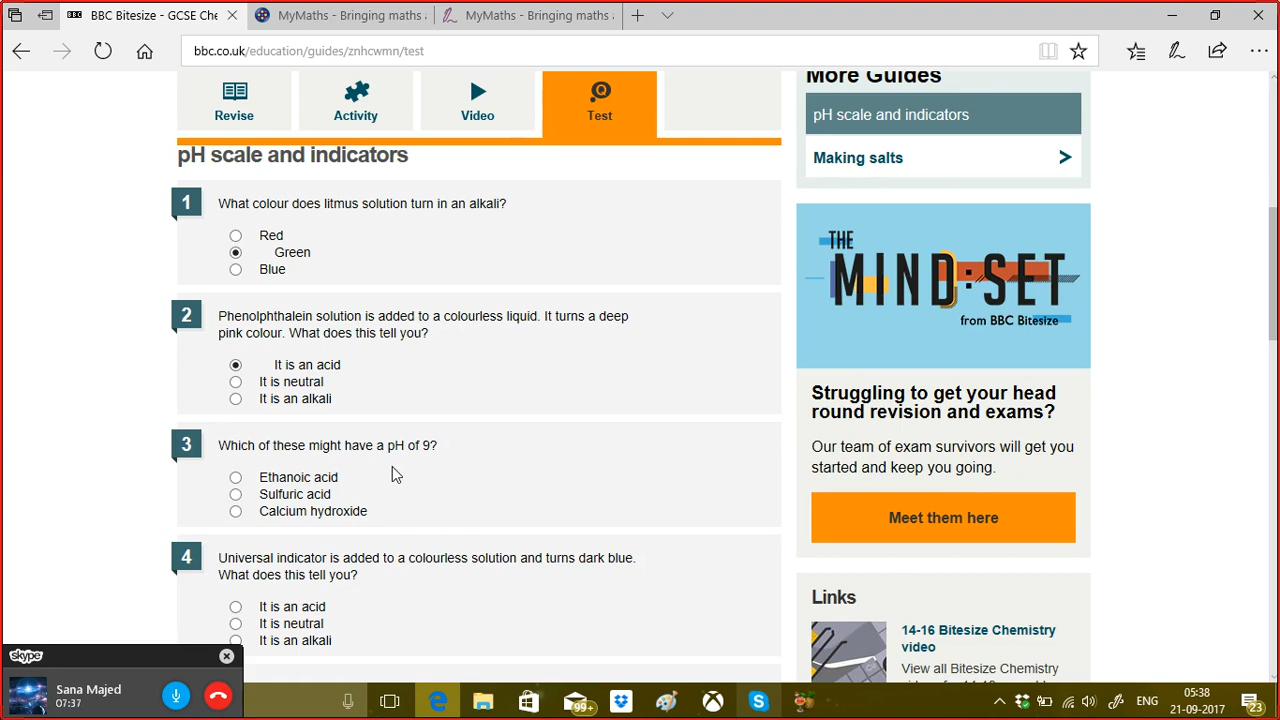 BBC Bitesize - GCSE Che
MyMaths - Bringing maths a
MyMaths - Bringing maths
bbc.co.uk/education/guides/znhcwmn/test
Revise
Activity
Video
Test
pH scale and indicators
1
What colour does litmus solution turn in an alkali?
Red
Green
Blue
2
Phenolphthalein solution is added to a colourless liquid. It turns a deep
pink colour. What does this tell you?
It is an acid
It is neutral
It is an alkali
3
Which of these might have a pH of 9?
Ethanoic acid
Sulfuric acid
Calcium hydroxide
4
Universal indicator is added to a colourless solution and turns dark blue.
What does this tell you?
It is an acid
It is neutral
It is an alkali
More Guides
pH scale and indicators
Making salts
THE
MIND:SET
from BBC Bitesize
Struggling to get your head
round revision and exams?
Our team of exam survivors will get you
started and keep you going.
Meet them here
Links
14-16 Bitesize Chemistry
video
View all Bitesize Chemistry
skype
Sana Majed
07:37
99+
ENG
05:38
21-09-2017
23